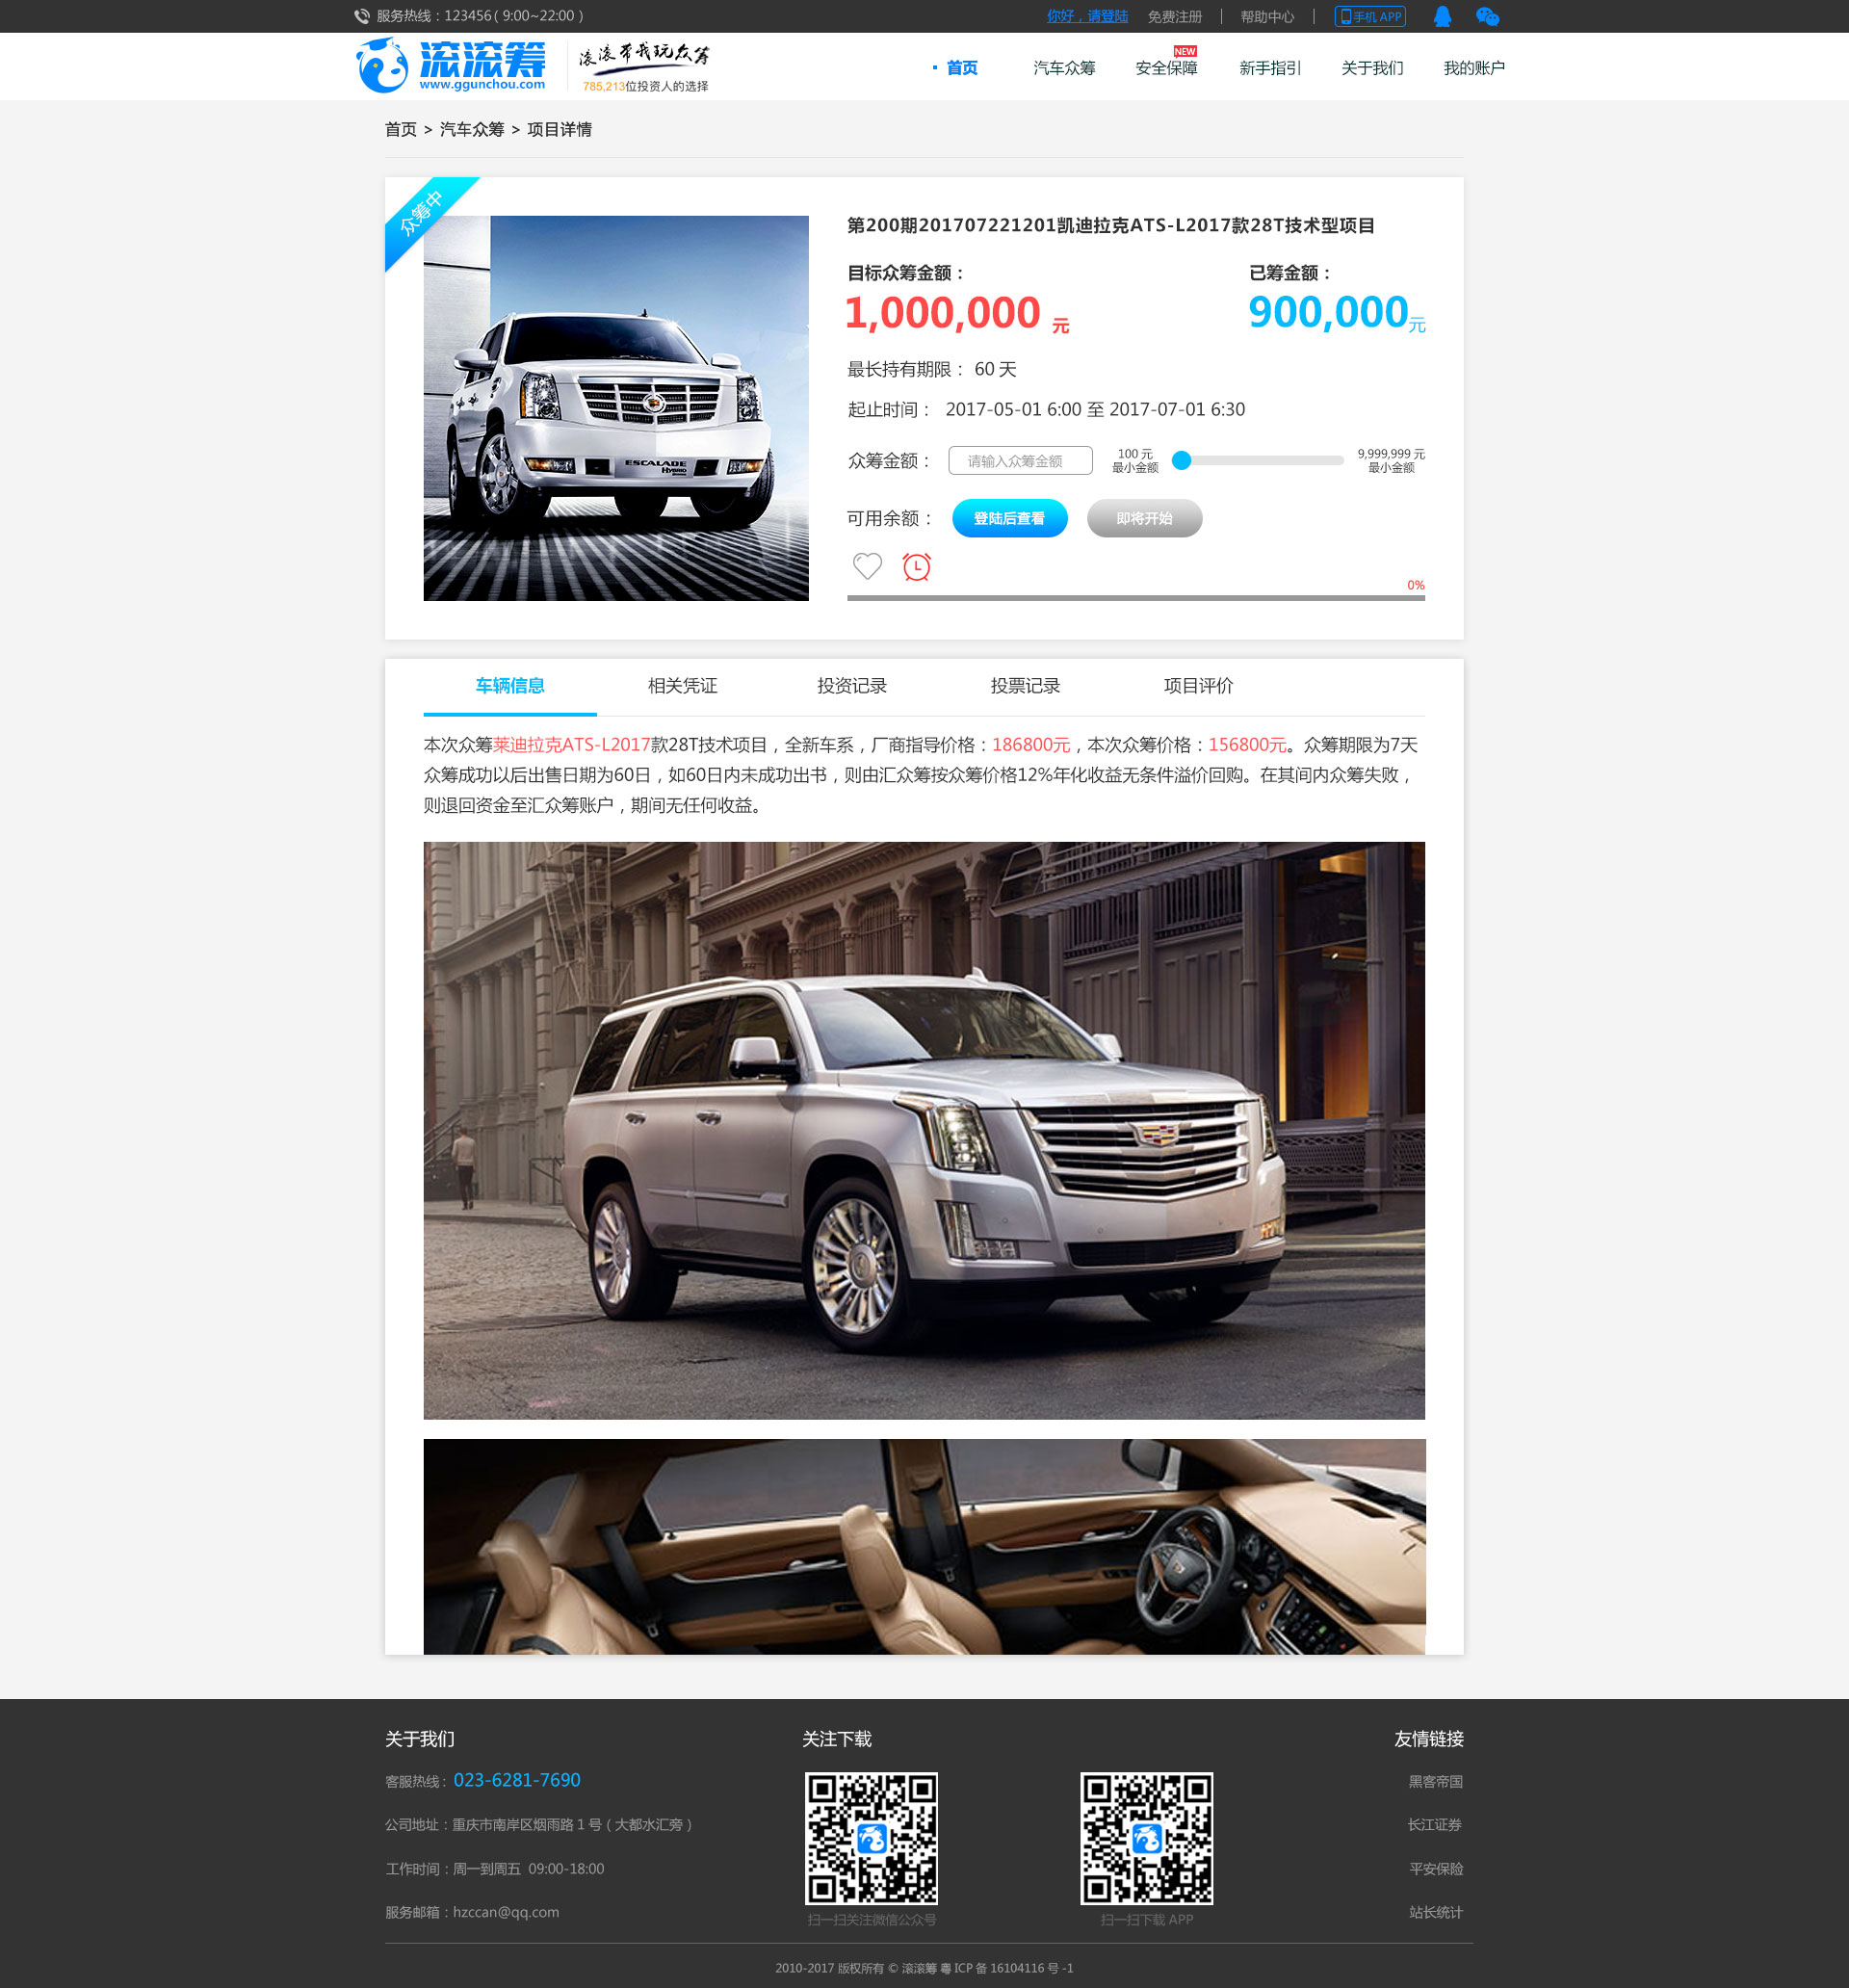 服务热线：123456（9:00~22:00）
你好，请登陆 免费注册 | 帮助中心 | 手机 APP
滚滚筹
www.ggunchou.com
滚滚带我玩众筹
785,213位投资人的选择
首页 汽车众筹 安全保障 NEW 新手指引 关于我们 我的账户
首页 > 汽车众筹 > 项目详情
众筹中
第200期201707221201凯迪拉克ATS-L2017款28T技术型项目
目标众筹金额： 已筹金额：
1,000,000 元 900,000元
最长持有期限： 60 天
起止时间： 2017-05-01 6:00 至 2017-07-01 6:30
众筹金额： 请输入众筹金额 100 元 最小金额 9,999,999 元 最小金额
可用余额： 登陆后查看 即将开始
0%
ESCALADE
HYBRID
车辆信息 相关凭证 投资记录 投票记录 项目评价
本次众筹莱迪拉克ATS-L2017款28T技术项目，全新车系，厂商指导价格：186800元，本次众筹价格：156800元。众筹期限为7天
众筹成功以后出售日期为60日，如60日内未成功出书，则由汇众筹按众筹价格12%年化收益无条件溢价回购。在其间内众筹失败，
则退回资金至汇众筹账户，期间无任何收益。
关于我们 关注下载 友情链接
客服热线：023-6281-7690 黑客帝国
公司地址：重庆市南岸区烟雨路 1 号（大都水汇旁） 长江证券
工作时间：周一到周五 09:00-18:00 平安保险
服务邮箱：hzccan@qq.com 站长统计
扫一扫关注微信公众号 扫一扫下载 APP
2010-2017 版权所有 © 滚滚筹 粤 ICP 备 16104116 号 -1